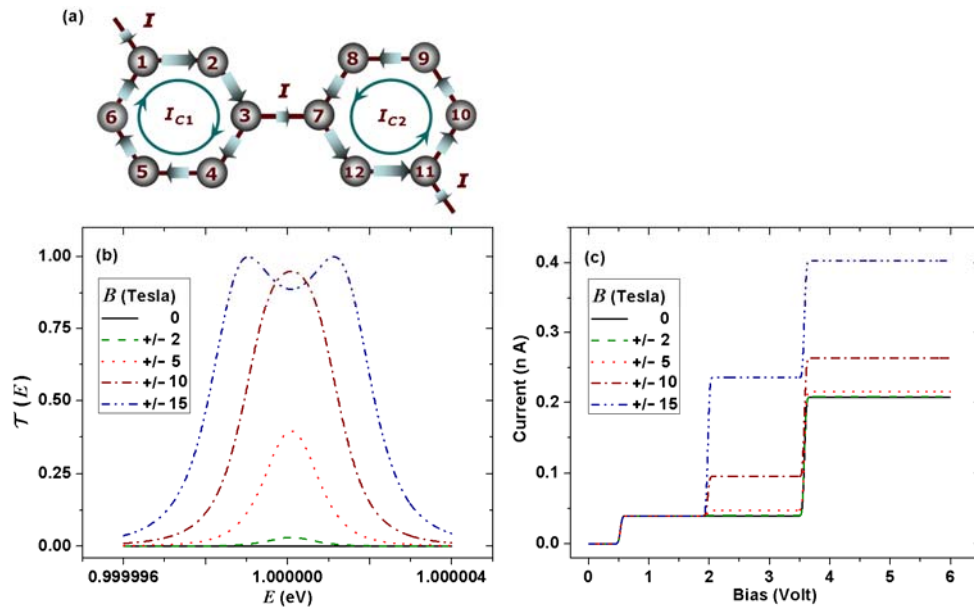 (a)
I
1 2 8 9
I
6 I_C1 3 7 I_C2 10
5 4 12 11
I
(b)
B (Tesla)
0
+/− 2
+/− 5
+/− 10
+/− 15
1.00
0.75
0.50
0.25
0.00
T (E)
0.999996 1.000000 1.000004
E (eV)
(c)
B (Tesla)
0
+/− 2
+/− 5
+/− 10
+/− 15
0.4
0.3
0.2
0.1
0.0
Current (n A)
0 1 2 3 4 5 6
Bias (Volt)